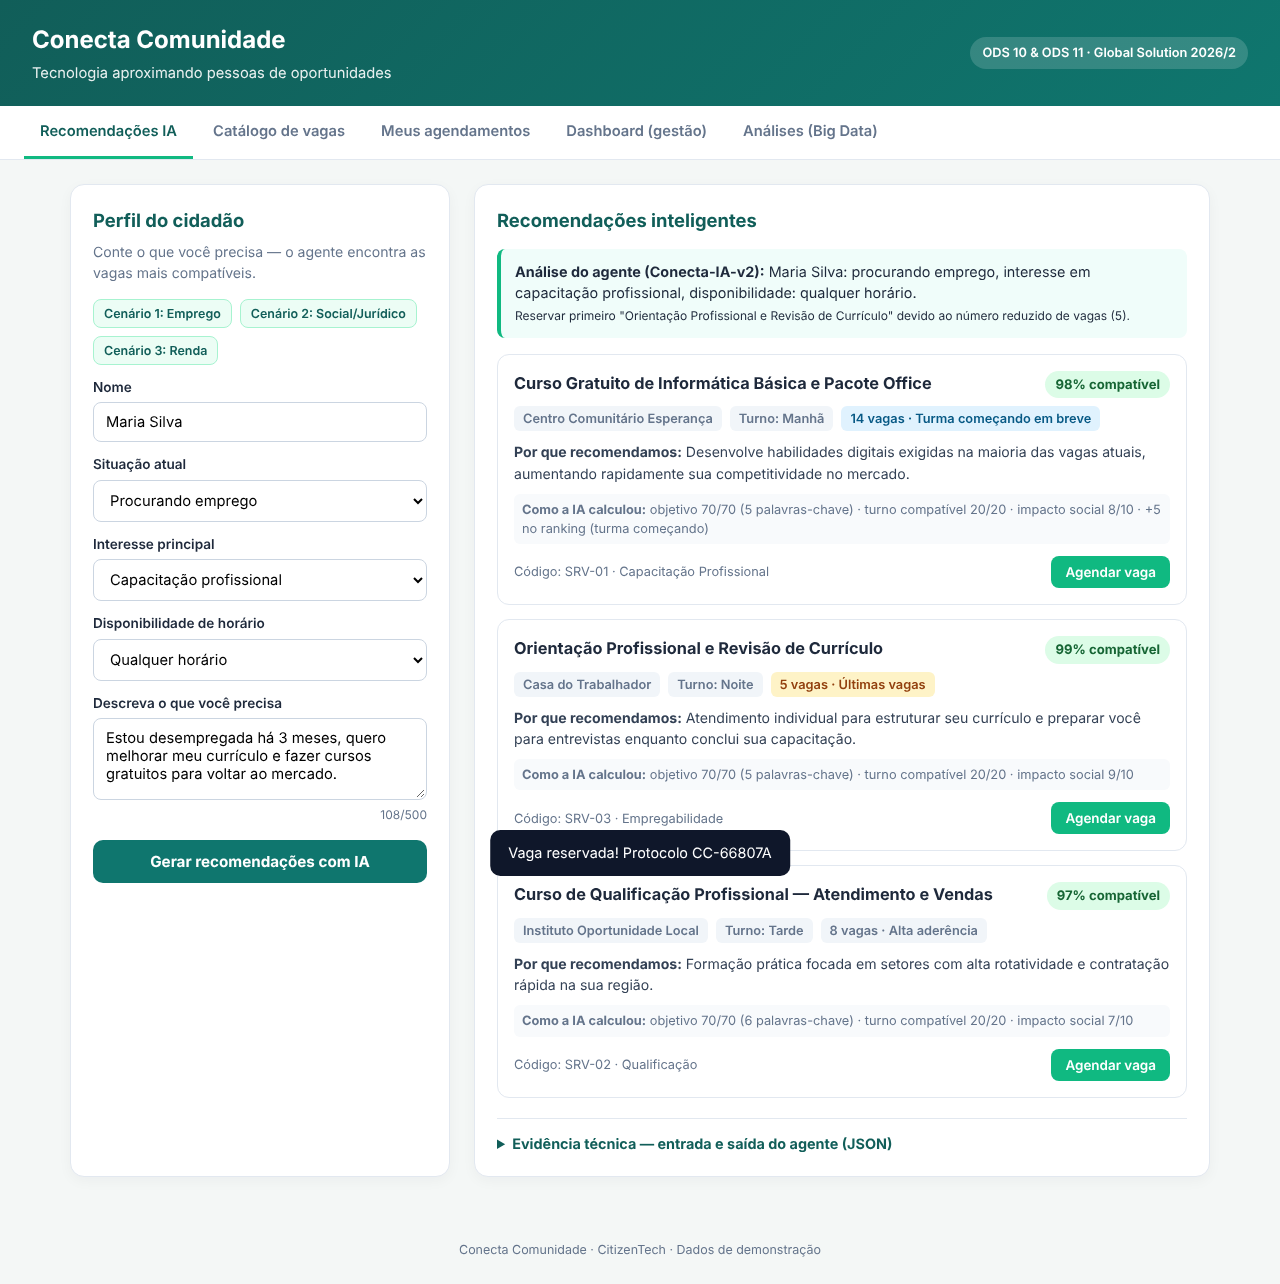 Conecta Comunidade
Tecnologia aproximando pessoas de oportunidades
ODS 10 & ODS 11 · Global Solution 2026/2
Recomendações IA
Catálogo de vagas
Meus agendamentos
Dashboard (gestão)
Análises (Big Data)
Perfil do cidadão
Conte o que você precisa — o agente encontra as
vagas mais compatíveis.
Cenário 1: Emprego
Cenário 2: Social/Jurídico
Cenário 3: Renda
Nome
Maria Silva
Situação atual
Procurando emprego
Interesse principal
Capacitação profissional
Disponibilidade de horário
Qualquer horário
Descreva o que você precisa
Estou desempregada há 3 meses, quero
melhorar meu currículo e fazer cursos
gratuitos para voltar ao mercado.
108/500
Gerar recomendações com IA
Recomendações inteligentes
Análise do agente (Conecta-IA-v2): Maria Silva: procurando emprego, interesse em
capacitação profissional, disponibilidade: qualquer horário.
Reservar primeiro "Orientação Profissional e Revisão de Currículo" devido ao número reduzido de vagas (5).
Curso Gratuito de Informática Básica e Pacote Office
98% compatível
Centro Comunitário Esperança
Turno: Manhã
14 vagas · Turma começando em breve
Por que recomendamos: Desenvolve habilidades digitais exigidas na maioria das vagas atuais,
aumentando rapidamente sua competitividade no mercado.
Como a IA calculou: objetivo 70/70 (5 palavras-chave) · turno compatível 20/20 · impacto social 8/10 · +5
no ranking (turma começando)
Código: SRV-01 · Capacitação Profissional
Agendar vaga
Orientação Profissional e Revisão de Currículo
99% compatível
Casa do Trabalhador
Turno: Noite
5 vagas · Últimas vagas
Por que recomendamos: Atendimento individual para estruturar seu currículo e preparar você
para entrevistas enquanto conclui sua capacitação.
Como a IA calculou: objetivo 70/70 (5 palavras-chave) · turno compatível 20/20 · impacto social 9/10
Código: SRV-03 · Empregabilidade
Agendar vaga
Vaga reservada! Protocolo CC-66807A
Curso de Qualificação Profissional — Atendimento e Vendas
97% compatível
Instituto Oportunidade Local
Turno: Tarde
8 vagas · Alta aderência
Por que recomendamos: Formação prática focada em setores com alta rotatividade e contratação
rápida na sua região.
Como a IA calculou: objetivo 70/70 (6 palavras-chave) · turno compatível 20/20 · impacto social 7/10
Código: SRV-02 · Qualificação
Agendar vaga
Evidência técnica — entrada e saída do agente (JSON)
Conecta Comunidade · CitizenTech · Dados de demonstração